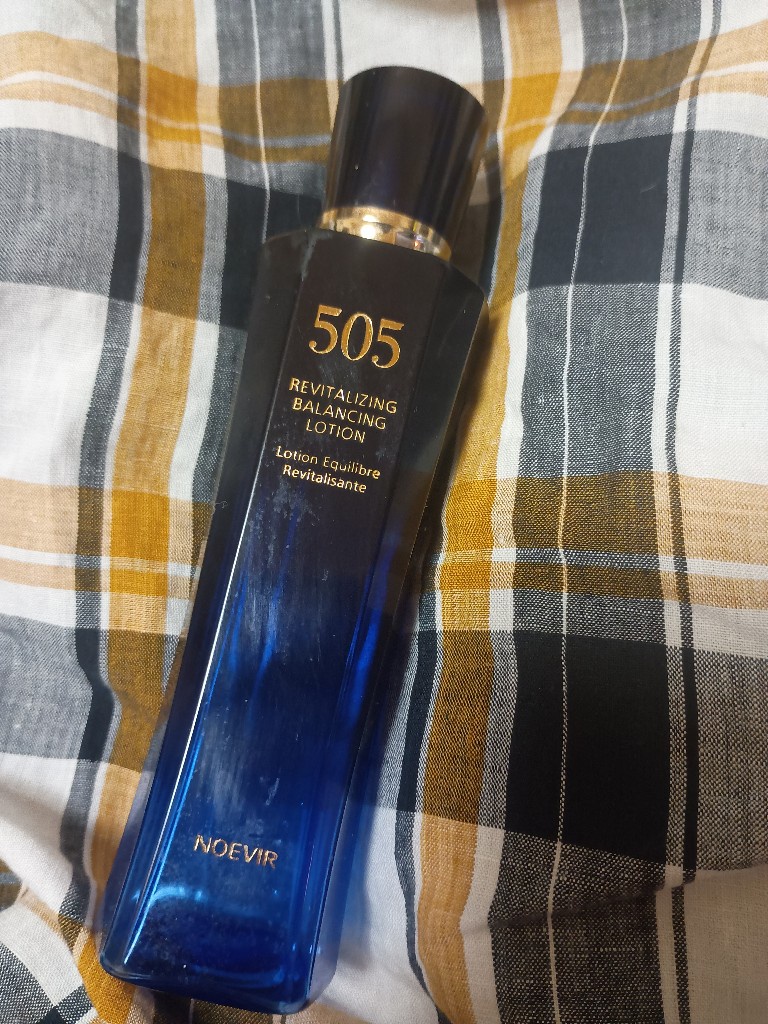 505
REVITALIZING
BALANCING
LOTION
Lotion Equilibre
Revitalisante
NOEVIR